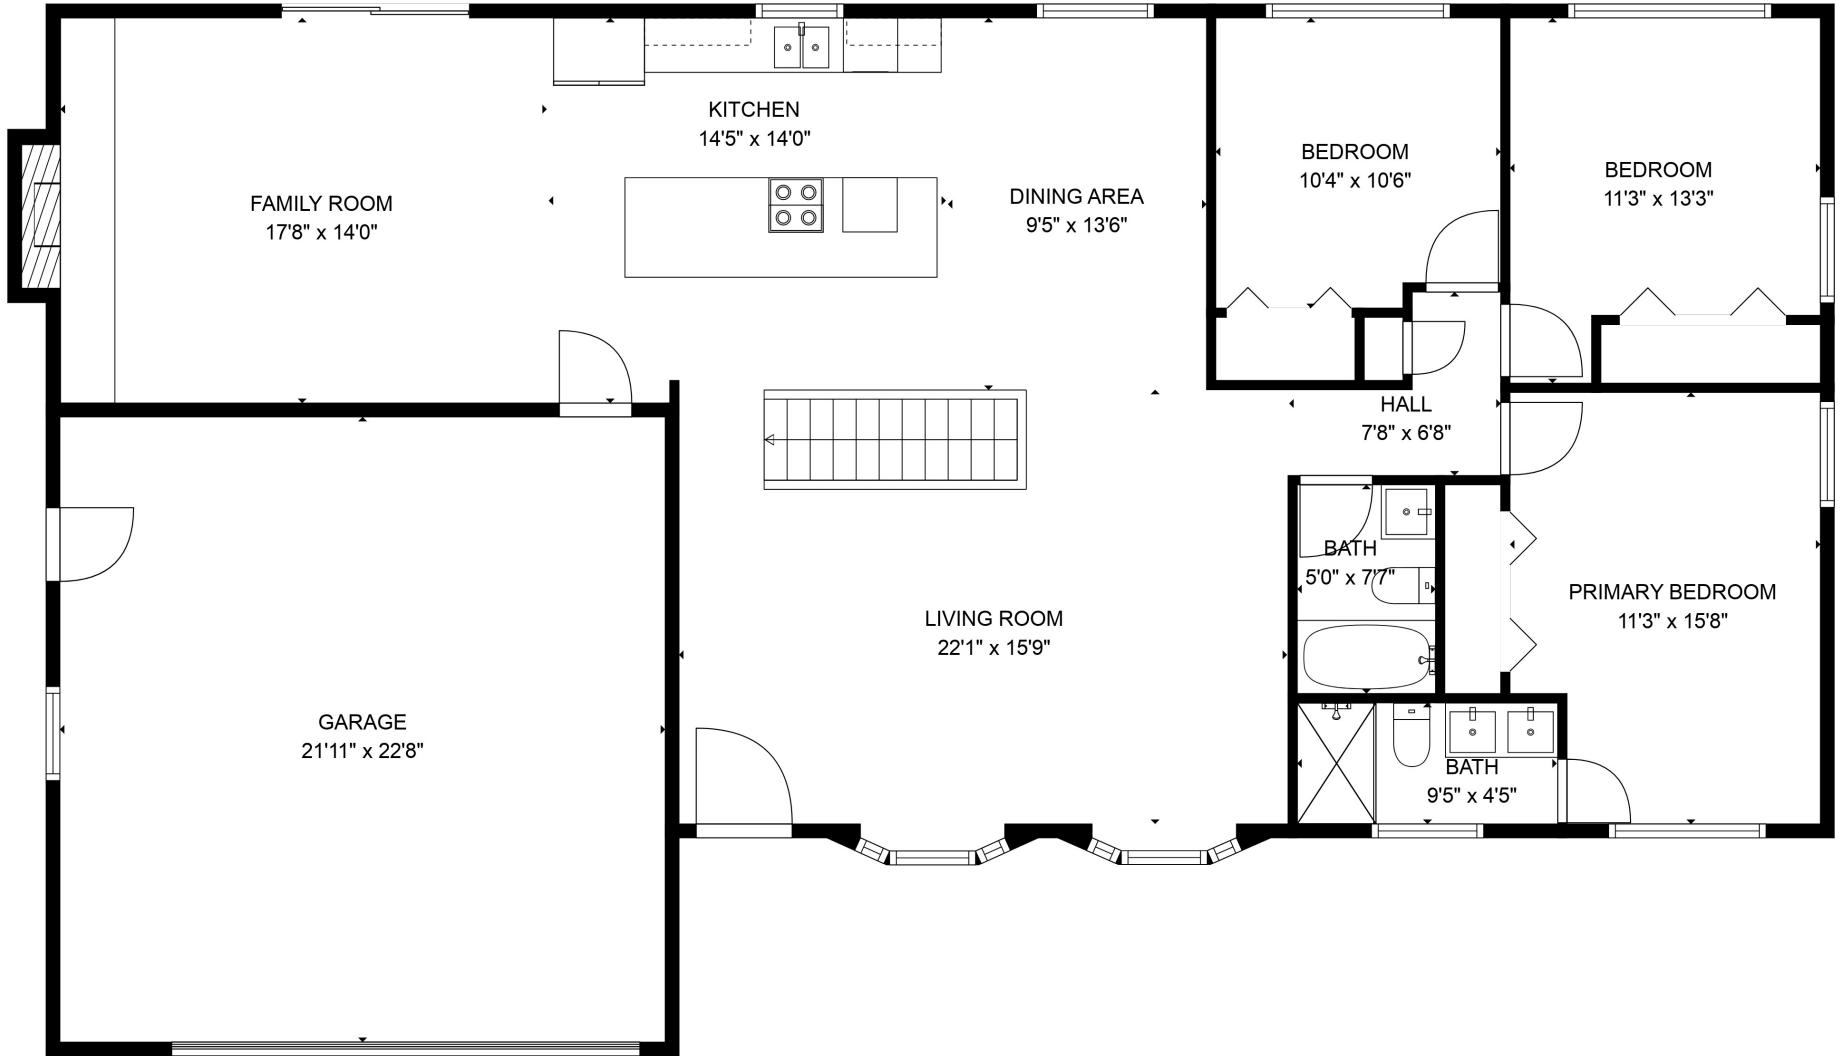 KITCHEN
14'5" x 14'0"
BEDROOM
10'4" x 10'6"
BEDROOM
11'3" x 13'3"
FAMILY ROOM
17'8" x 14'0"
DINING AREA
9'5" x 13'6"
HALL
7'8" x 6'8"
BATH
5'0" x 7'7"
PRIMARY BEDROOM
11'3" x 15'8"
LIVING ROOM
22'1" x 15'9"
GARAGE
21'11" x 22'8"
BATH
9'5" x 4'5"